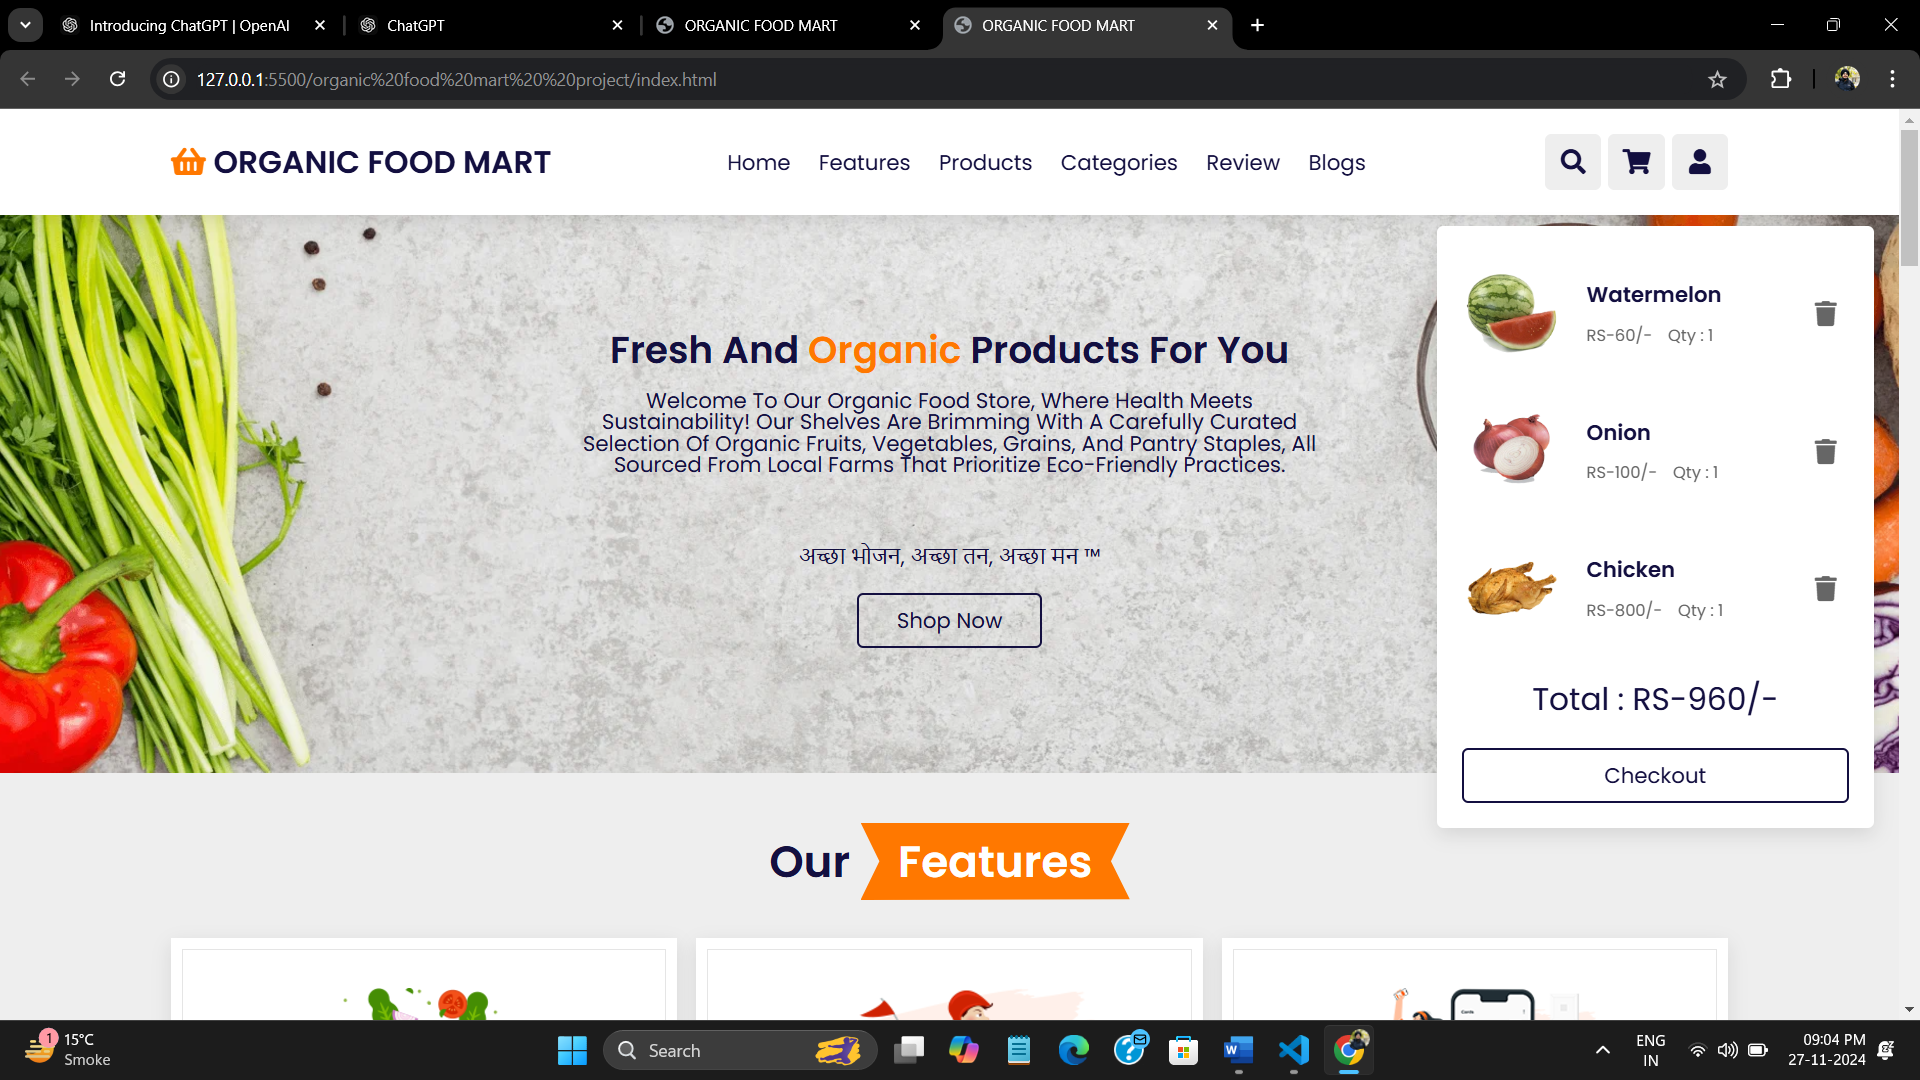 Introducing ChatGPT | OpenAI
ChatGPT
ORGANIC FOOD MART
ORGANIC FOOD MART
127.0.0.1:5500/organic%20food%20mart%20%20project/index.html
ORGANIC FOOD MART
Home
Features
Products
Categories
Review
Blogs
Fresh And Organic Products For You
Welcome To Our Organic Food Store, Where Health Meets
Sustainability! Our Shelves Are Brimming With A Carefully Curated
Selection Of Organic Fruits, Vegetables, Grains, And Pantry Staples, All
Sourced From Local Farms That Prioritize Eco-Friendly Practices.
अच्छा भोजन, अच्छा तन, अच्छा मन ™
Shop Now
Watermelon
RS-60/- Qty : 1
Onion
RS-100/- Qty : 1
Chicken
RS-800/- Qty : 1
Total : RS-960/-
Checkout
Our Features
1
15°C
Smoke
Search
ENG
IN
09:04 PM
27-11-2024